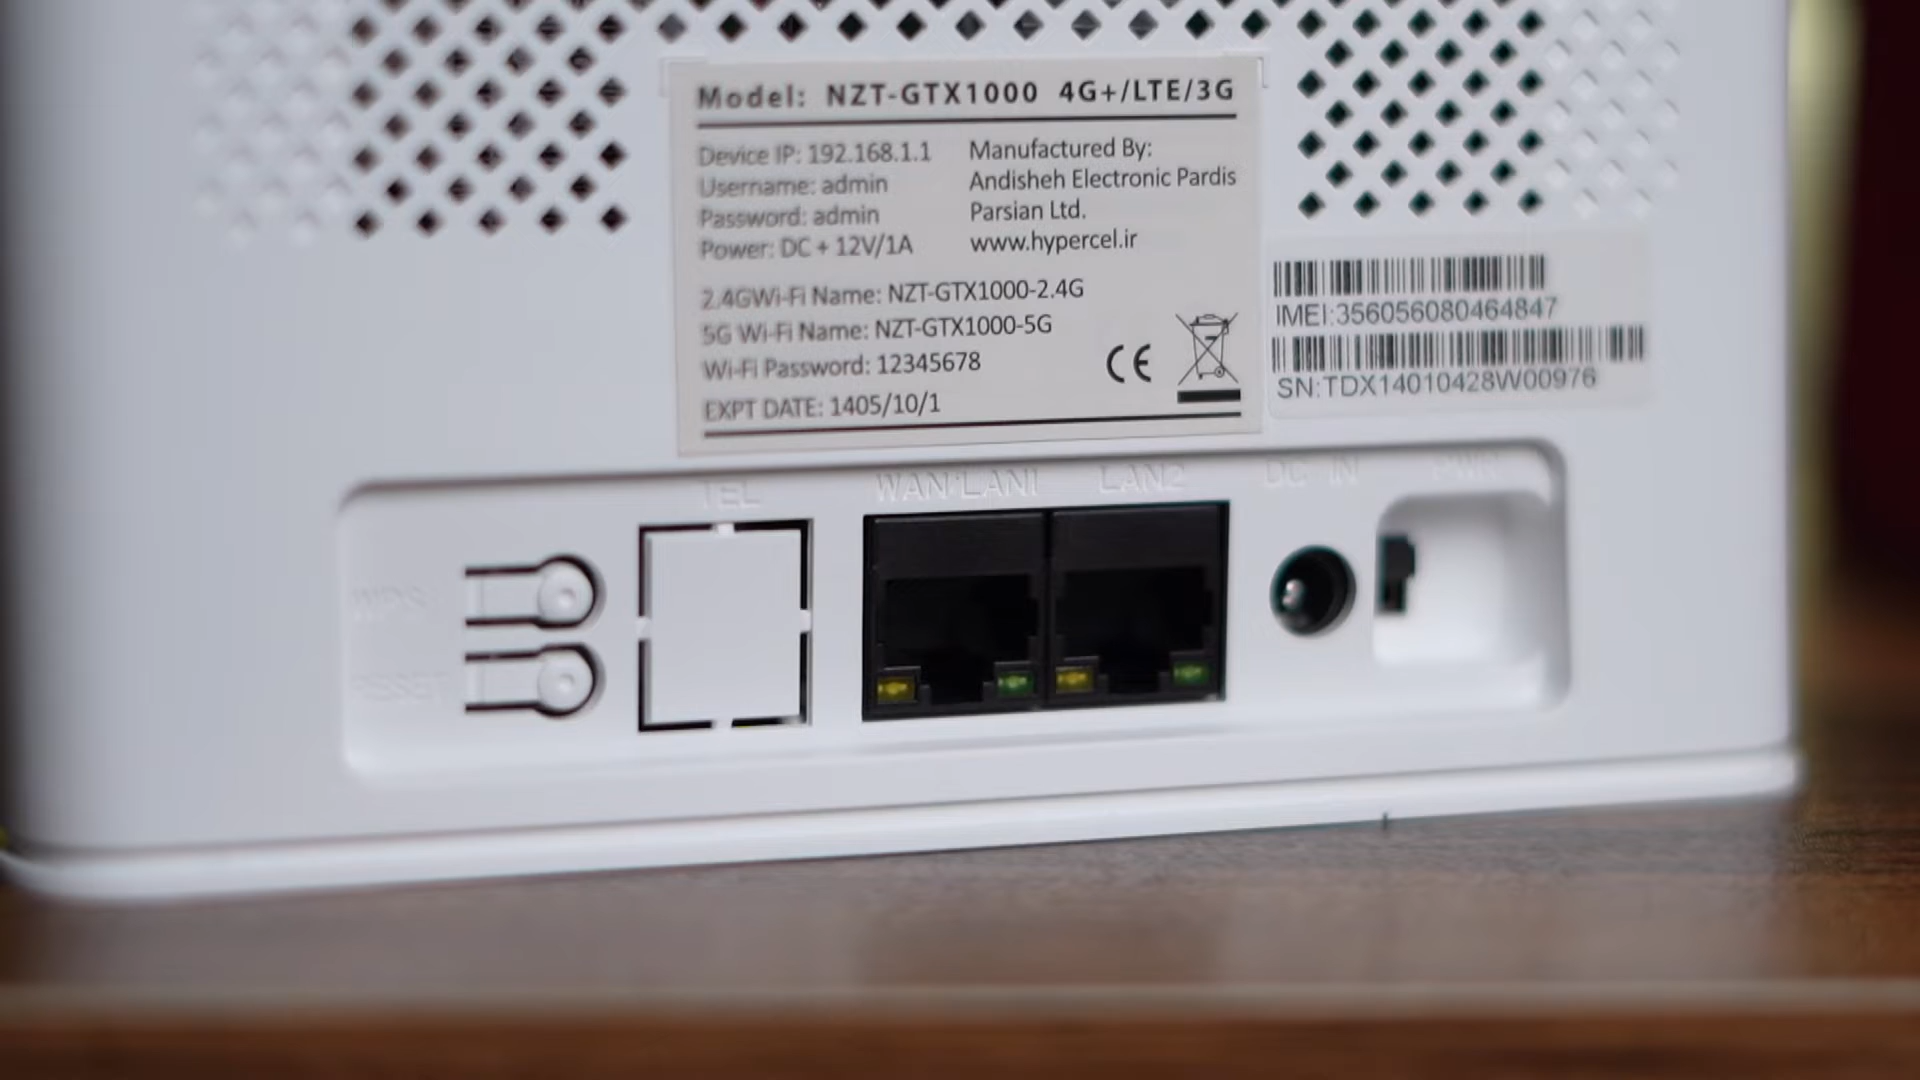 Model: NZT-GTX1000 4G+/LTE/3G
Device IP: 192.168.1.1
Username: admin
Password: admin
Power: DC + 12V/1A
Manufactured By:
Andisheh Electronic Pardis
Parsian Ltd.
www.hypercel.ir
2.4GWi-Fi Name: NZT-GTX1000-2.4G
5G Wi-Fi Name: NZT-GTX1000-5G
Wi-Fi Password: 12345678
EXPT DATE: 1405/10/1
CE
IMEI:356056080464847
SN:TDX14010428W00976
TEL
WAN/LAN1
LAN2
DC IN
PWR
WPS
RESET